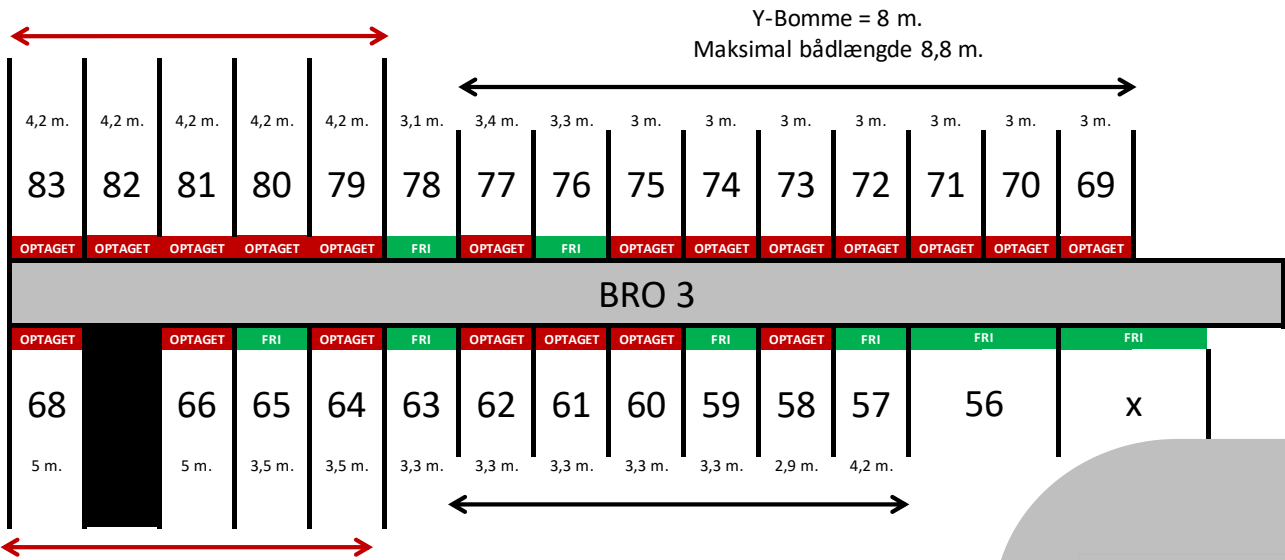 Y-Bomme = 8 m.
Maksimal bådlængde 8,8 m.
4,2 m. 4,2 m. 4,2 m. 4,2 m. 4,2 m. 3,1 m. 3,4 m. 3,3 m. 3 m. 3 m. 3 m. 3 m. 3 m. 3 m. 3 m.
83 82 81 80 79 78 77 76 75 74 73 72 71 70 69
OPTAGET OPTAGET OPTAGET OPTAGET OPTAGET FRI OPTAGET FRI OPTAGET OPTAGET OPTAGET OPTAGET OPTAGET OPTAGET OPTAGET
BRO 3
OPTAGET OPTAGET FRI OPTAGET FRI OPTAGET OPTAGET OPTAGET FRI OPTAGET FRI FRI FRI
68 66 65 64 63 62 61 60 59 58 57 56 x
5 m. 5 m. 3,5 m. 3,5 m. 3,3 m. 3,3 m. 3,3 m. 3,3 m. 3,3 m. 2,9 m. 4,2 m.